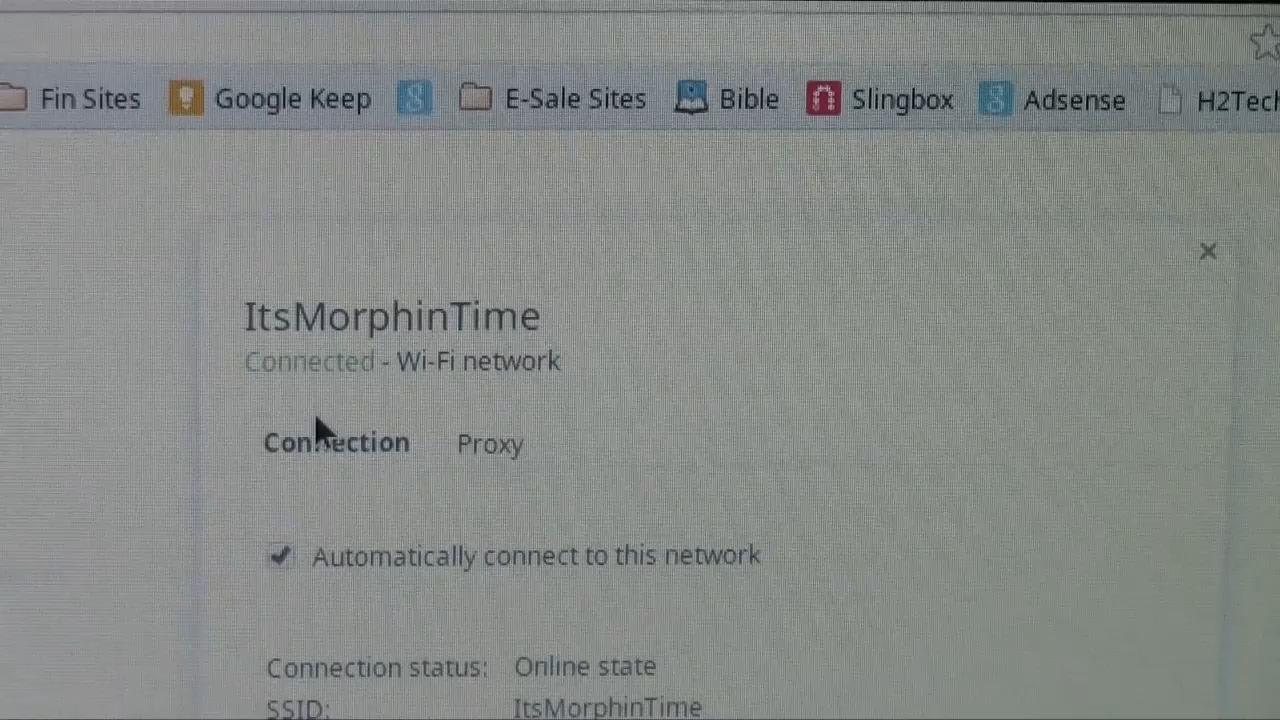 Fin Sites Google Keep E-Sale Sites Bible Slingbox Adsense H2Tech
ItsMorphinTime
Connected - Wi-Fi network
Connection Proxy
Automatically connect to this network
Connection status: Online state
SSID: ItsMorphinTime